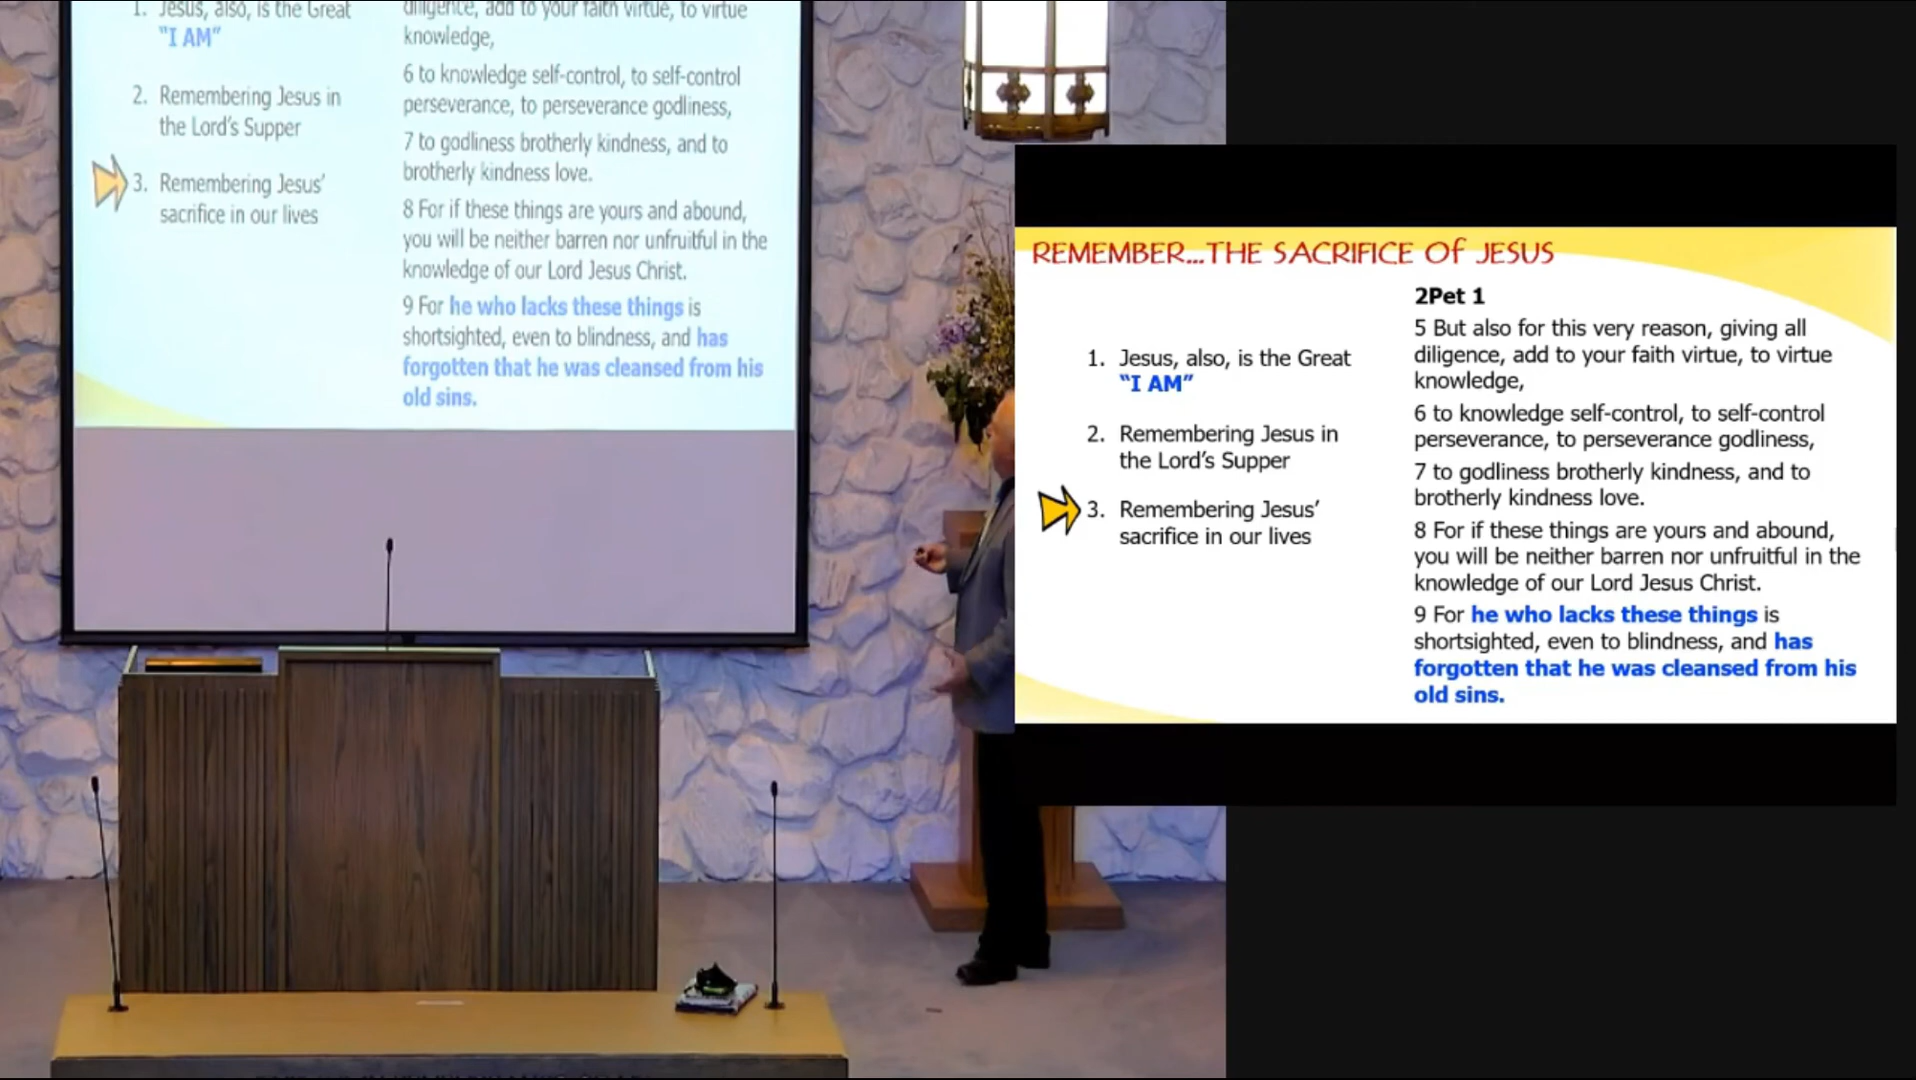 1. Jesus, also, is the Great
"I AM"
2. Remembering Jesus in
the Lord's Supper
3. Remembering Jesus'
sacrifice in our lives
diligence, add to your faith virtue, to virtue
knowledge,
6 to knowledge self-control, to self-control
perseverance, to perseverance godliness,
7 to godliness brotherly kindness, and to
brotherly kindness love.
8 For if these things are yours and abound,
you will be neither barren nor unfruitful in the
knowledge of our Lord Jesus Christ.
9 For he who lacks these things is
shortsighted, even to blindness, and has
forgotten that he was cleansed from his
old sins.
REMEMBER...THE SACRIFICE Of JESUS
1. Jesus, also, is the Great
"I AM"
2. Remembering Jesus in
the Lord's Supper
3. Remembering Jesus'
sacrifice in our lives
2Pet 1
5 But also for this very reason, giving all
diligence, add to your faith virtue, to virtue
knowledge,
6 to knowledge self-control, to self-control
perseverance, to perseverance godliness,
7 to godliness brotherly kindness, and to
brotherly kindness love.
8 For if these things are yours and abound,
you will be neither barren nor unfruitful in the
knowledge of our Lord Jesus Christ.
9 For he who lacks these things is
shortsighted, even to blindness, and has
forgotten that he was cleansed from his
old sins.